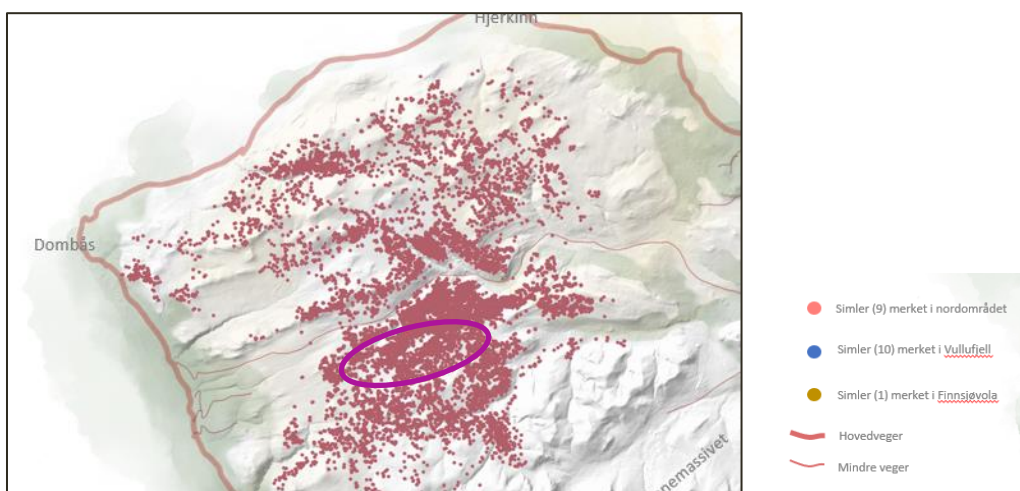 Hjerkinn
Dombås
nemassivet
Simler (9) merket i nordområdet
Simler (10) merket i Vullufjell
Simler (1) merket i Finnsjøvola
Hovedveger
Mindre veger